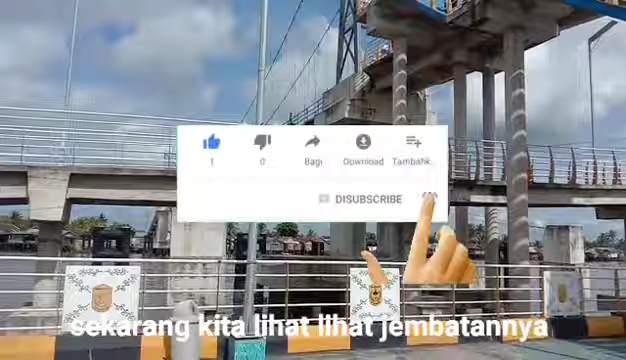 1 0 Bagi Download Tambahk
DISUBSCRIBE
sekarang kita lihat lihat jembatannya